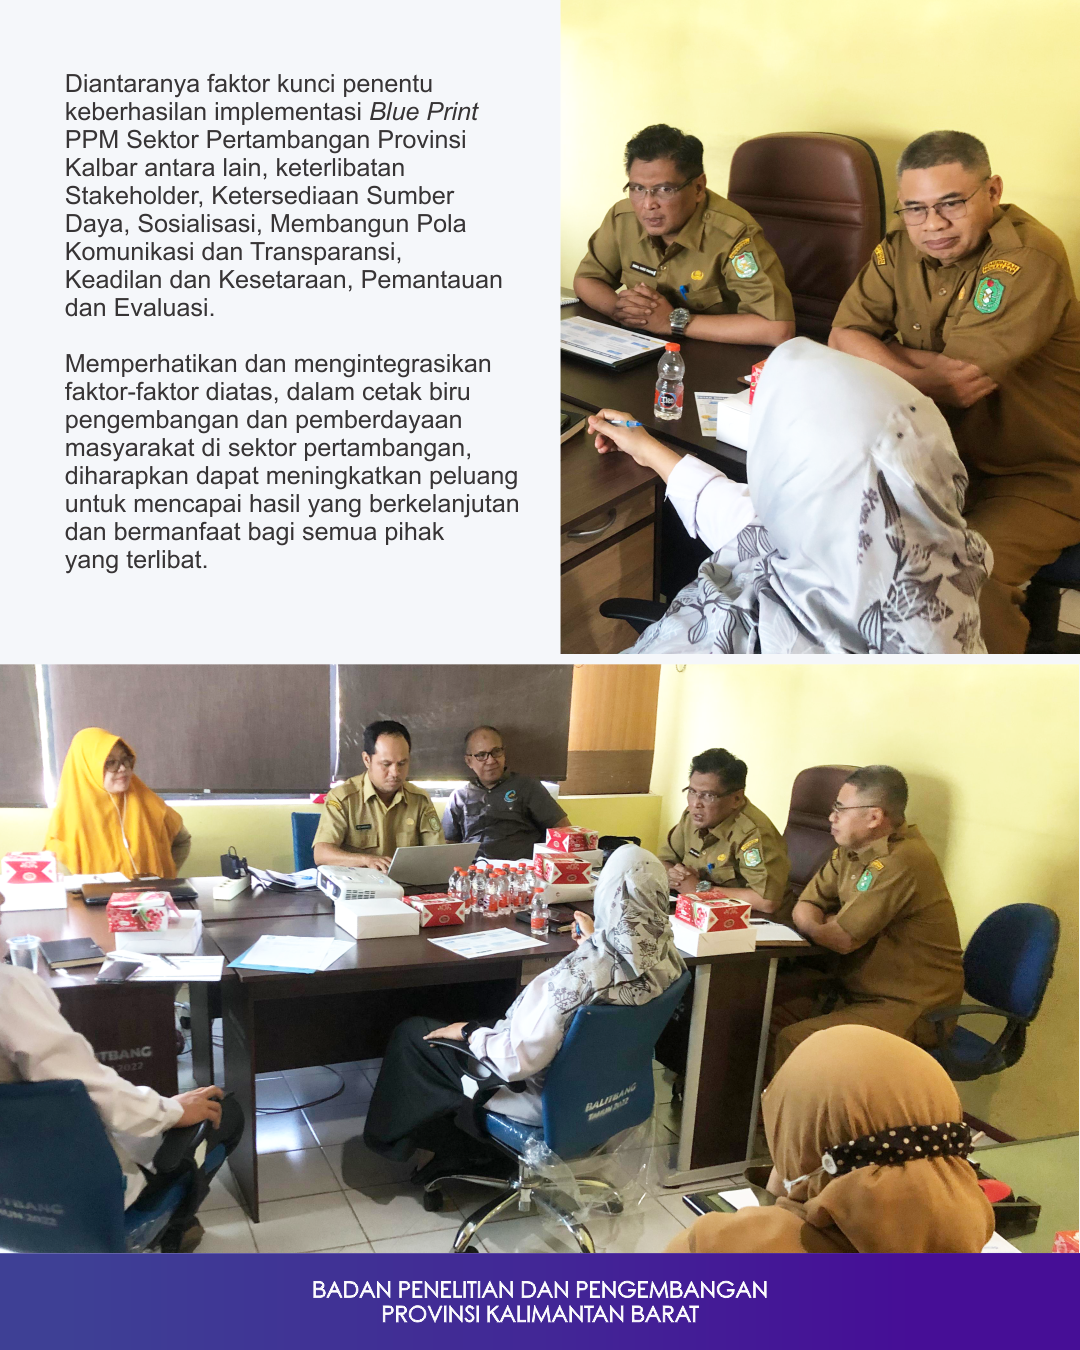 Diantaranya faktor kunci penentu
keberhasilan implementasi Blue Print
PPM Sektor Pertambangan Provinsi
Kalbar antara lain, keterlibatan
Stakeholder, Ketersediaan Sumber
Daya, Sosialisasi, Membangun Pola
Komunikasi dan Transparansi,
Keadilan dan Kesetaraan, Pemantauan
dan Evaluasi.
Memperhatikan dan mengintegrasikan
faktor-faktor diatas, dalam cetak biru
pengembangan dan pemberdayaan
masyarakat di sektor pertambangan,
diharapkan dapat meningkatkan peluang
untuk mencapai hasil yang berkelanjutan
dan bermanfaat bagi semua pihak
yang terlibat.
BALITBANG
TAHUN 2022
BADAN PENELITIAN DAN PENGEMBANGAN
PROVINSI KALIMANTAN BARAT